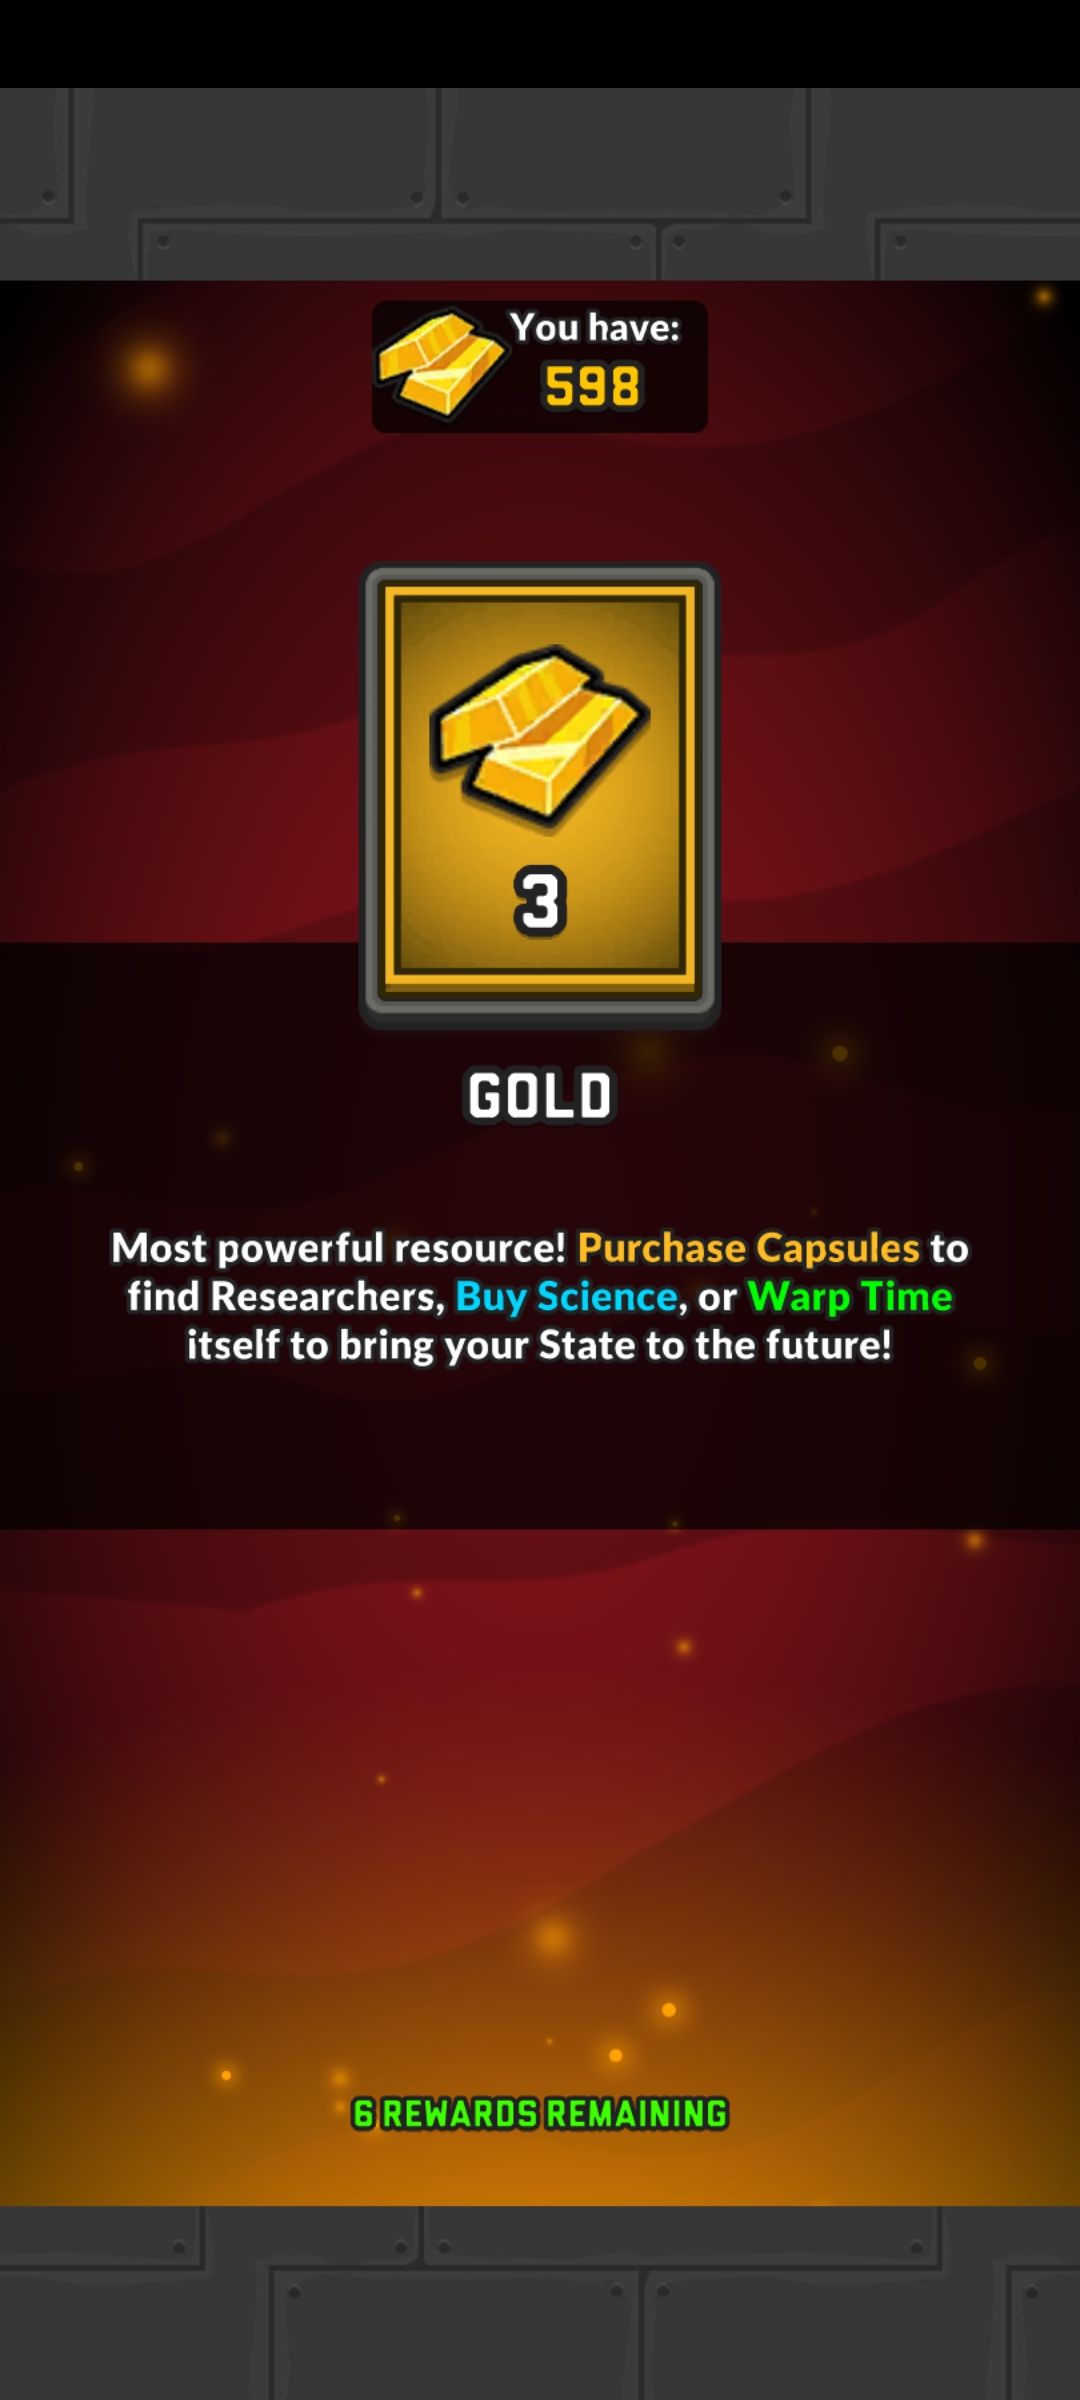 You have:
598
3
GOLD
Most powerful resource! Purchase Capsules to
find Researchers, Buy Science, or Warp Time
itself to bring your State to the future!
6 REWARDS REMAINING